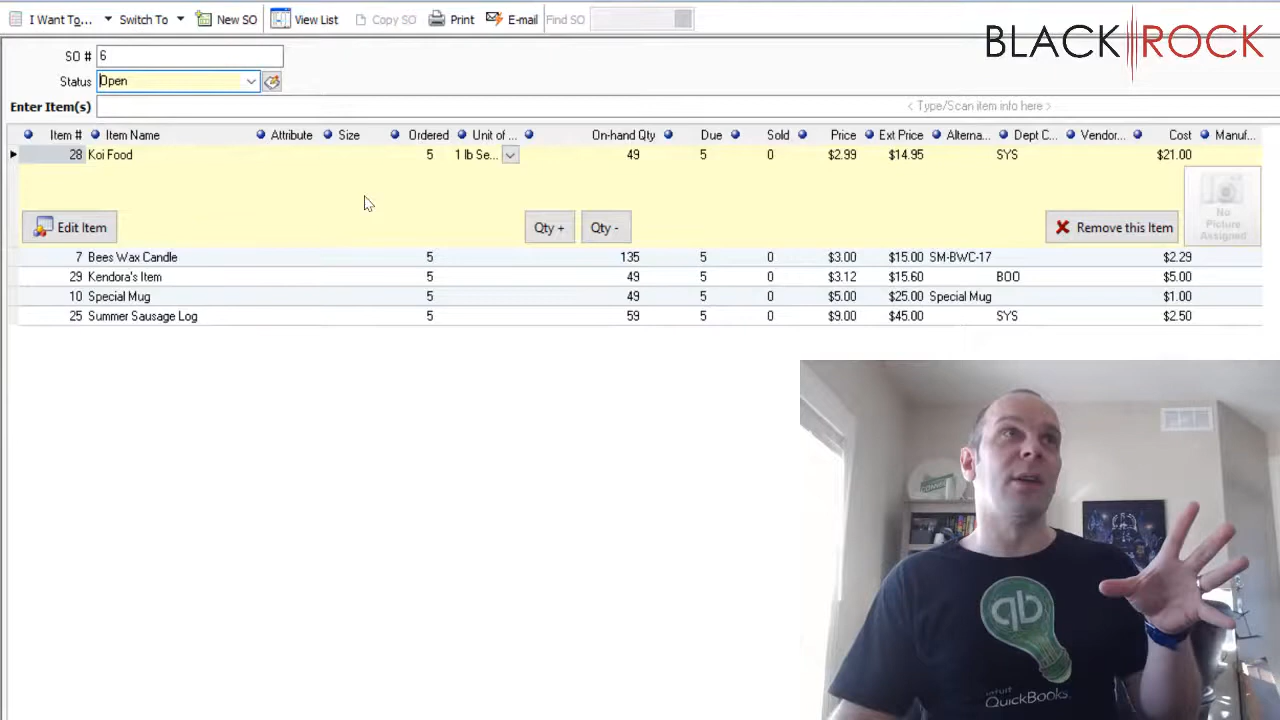 I Want To... Switch To New SO View List Copy SO Print E-mail Find SO
BLACK ROCK
SO # 6
Status Open
Enter Item(s) < Type/Scan item info here >
Item # Item Name Attribute Size Ordered Unit of ... On-hand Qty Due Sold Price Ext Price Alterna... Dept C... Vendor... Cost Manuf...
28 Koi Food 5 1 lb Se... 49 5 0 $2.99 $14.95 SYS $21.00
No
Picture
Assigned
Edit Item Qty + Qty - Remove this Item
7 Bees Wax Candle 5 135 5 0 $3.00 $15.00 SM-BWC-17 $2.29
29 Kendora's Item 5 49 5 0 $3.12 $15.60 BOO $5.00
10 Special Mug 5 49 5 0 $5.00 $25.00 Special Mug $1.00
25 Summer Sausage Log 5 59 5 0 $9.00 $45.00 SYS $2.50
qb
intuit
QuickBooks.